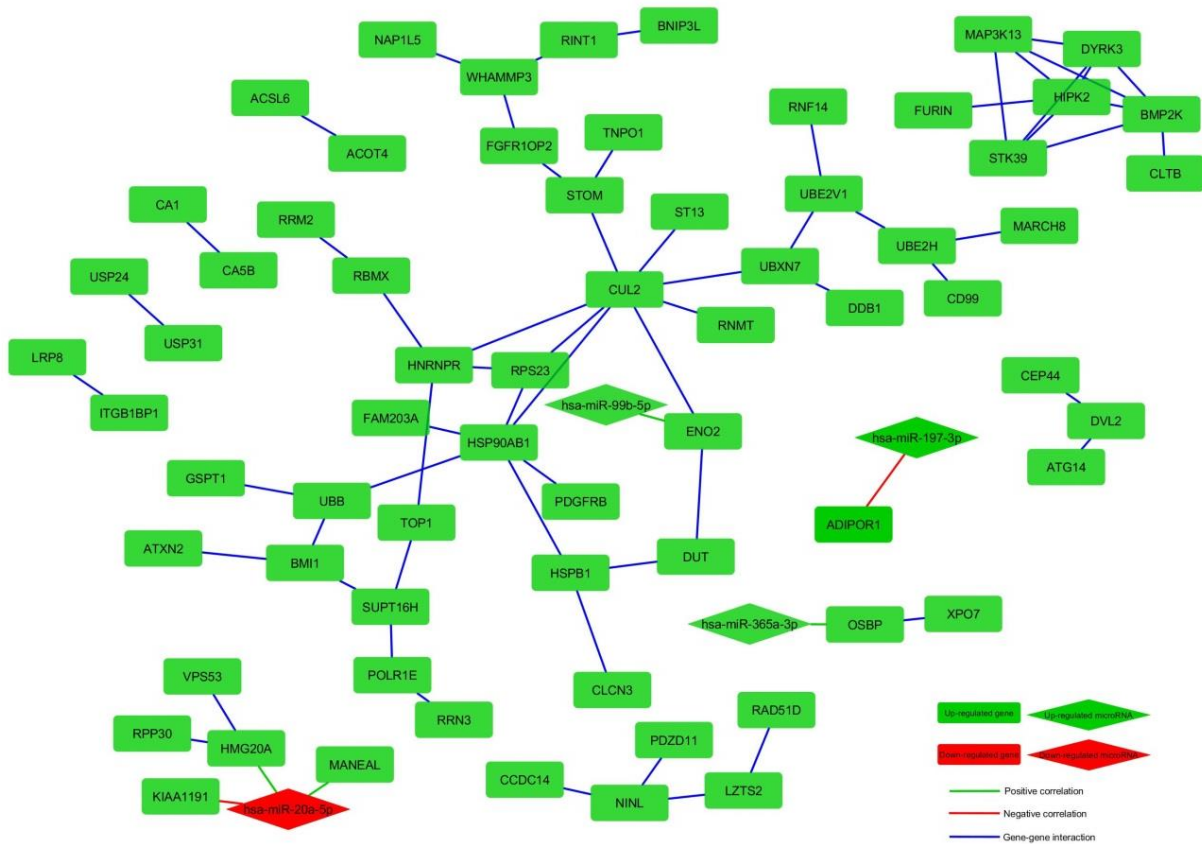 NAP1L5
RINT1
BNIP3L
WHAMMP3
MAP3K13
DYRK3
ACSL6
RNF14
FURIN
HIPK2
BMP2K
ACOT4
FGFR1OP2
TNPO1
STK39
CLTB
STOM
UBE2V1
CA1
RRM2
ST13
MARCH8
UBE2H
CA5B
USP24
RBMX
CUL2
UBXN7
CD99
DDB1
RNMT
USP31
LRP8
HNRNPR
RPS23
CEP44
ITGB1BP1
FAM203A
hsa-miR-99b-5p
DVL2
HSP90AB1
ENO2
hsa-miR-197-3p
ATG14
GSPT1
UBB
PDGFRB
TOP1
ADIPOR1
ATXN2
BMI1
HSPB1
DUT
SUPT16H
hsa-miR-365a-3p
OSBP
XPO7
VPS53
POLR1E
CLCN3
RRN3
RAD51D
Up-regulated gene
Up-regulated microRNA
RPP30
HMG20A
MANEAL
PDZD11
Down-regulated gene
Down-regulated microRNA
CCDC14
KIAA1191
hsa-miR-20a-5p
NINL
LZTS2
Positive correlation
Negative correlation
Gene-gene interaction